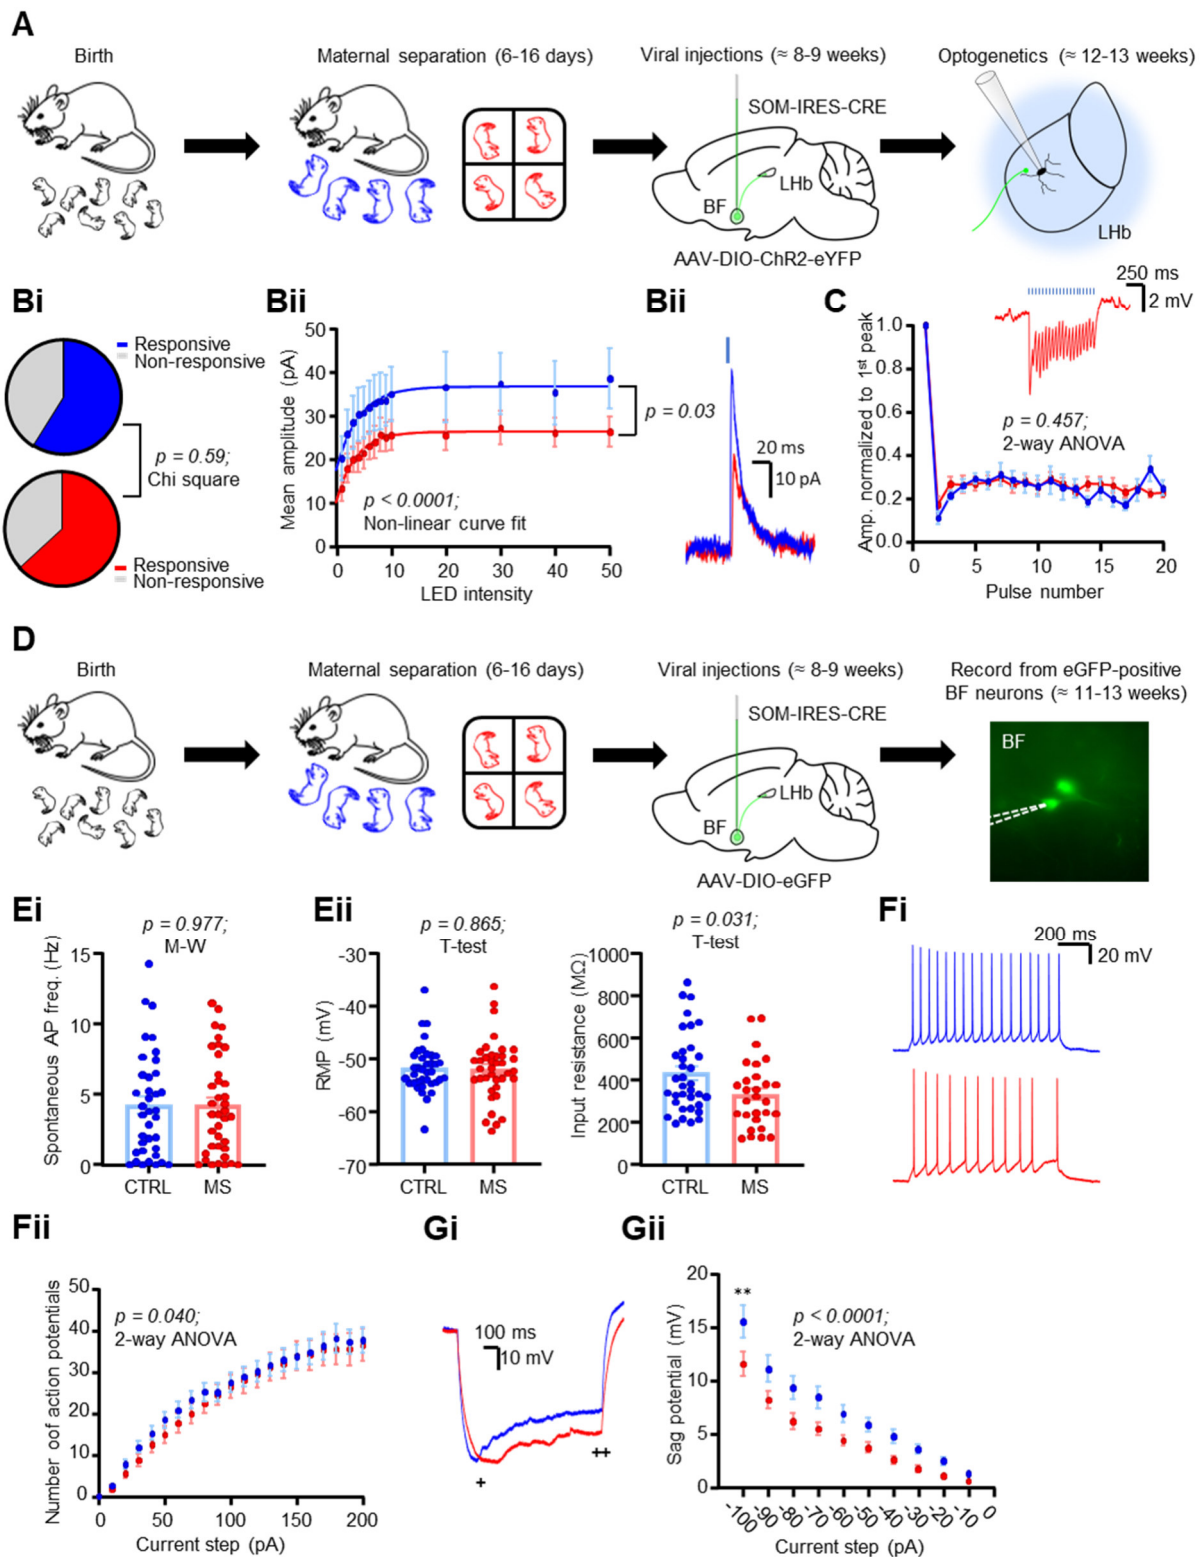 A
Birth
Maternal separation (6-16 days)
Viral injections (≈ 8-9 weeks)
Optogenetics (≈ 12-13 weeks)
SOM-IRES-CRE
LHb
BF
AAV-DIO-ChR2-eYFP
LHb
Bi
Responsive
Non-responsive
p = 0.59;
Chi square
Responsive
Non-responsive
Bii
Mean amplitude (pA)
50
40
30
20
10
0
p = 0.03
p < 0.0001;
Non-linear curve fit
0 10 20 30 40 50
LED intensity
Bii
20 ms
10 pA
C
250 ms
2 mV
Amp. normalized to 1st peak
1.0
0.8
0.6
0.4
0.2
0.0
p = 0.457;
2-way ANOVA
0 5 10 15 20
Pulse number
D
Birth
Maternal separation (6-16 days)
Viral injections (≈ 8-9 weeks)
Record from eGFP-positive
BF neurons (≈ 11-13 weeks)
SOM-IRES-CRE
LHb
BF
AAV-DIO-eGFP
BF
Ei
p = 0.977;
M-W
Spontaneous AP freq. (Hz)
15
10
5
0
CTRL MS
Eii
p = 0.865;
T-test
RMP (mV)
-30
-40
-50
-60
-70
CTRL MS
p = 0.031;
T-test
Input resistance (MΩ)
1000
800
600
400
200
0
CTRL MS
Fi
200 ms
20 mV
Fii
Number oof action potentials
50
40
30
20
10
0
p = 0.040;
2-way ANOVA
0 50 100 150 200
Current step (pA)
Gi
100 ms
10 mV
+
++
Gii
Sag potential (mV)
20
15
10
5
0
**
p < 0.0001;
2-way ANOVA
-100 -90 -80 -70 -60 -50 -40 -30 -20 -10 0
Current step (pA)